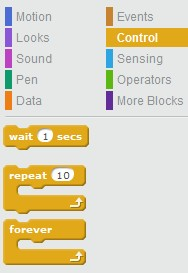 Motion Events
Looks Control
Sound Sensing
Pen Operators
Data More Blocks
wait 1 secs
repeat 10
forever